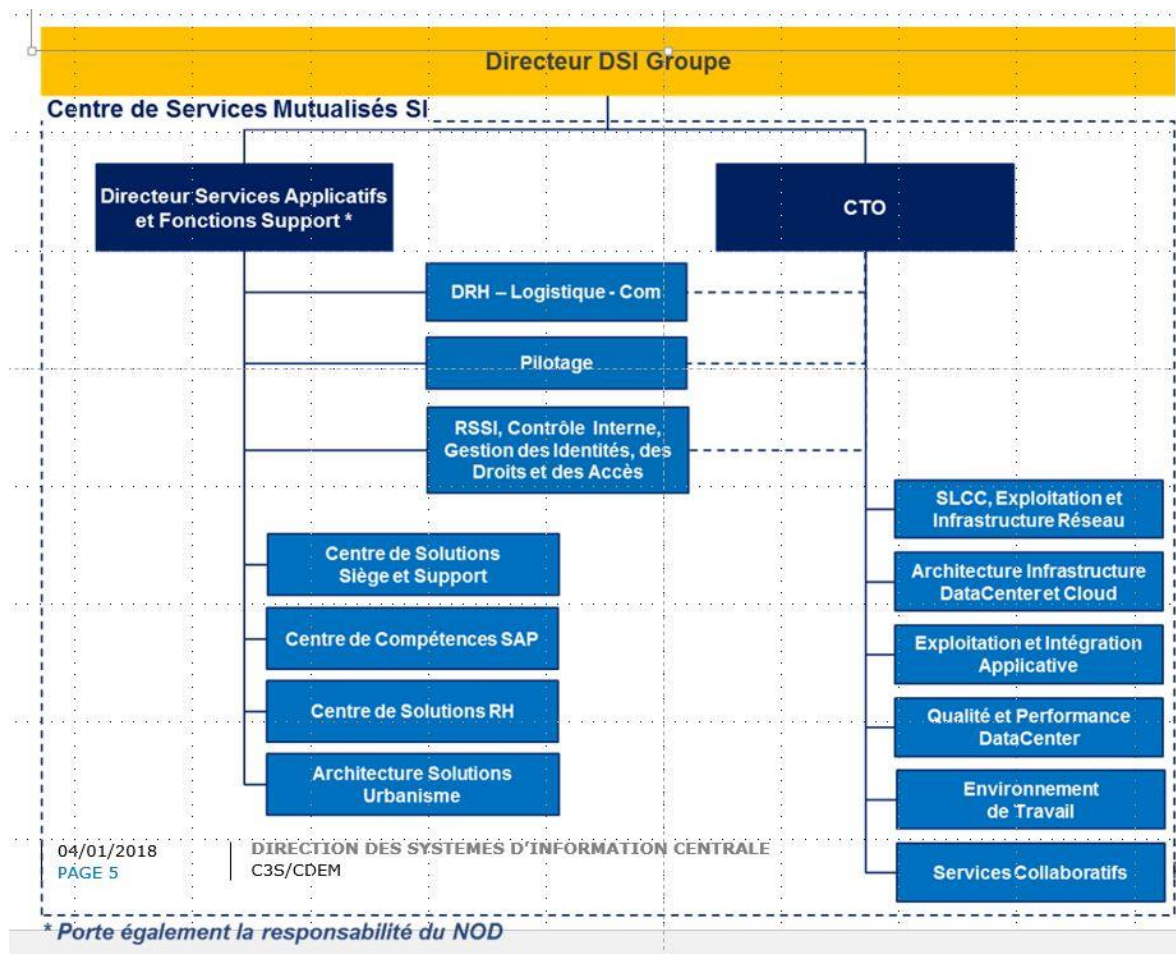 Directeur DSI Groupe
Centre de Services Mutualisés SI
Directeur Services Applicatifs
et Fonctions Support *
CTO
DRH – Logistique - Com
Pilotage
RSSI, Contrôle Interne,
Gestion des Identités, des
Droits et des Accès
SLCC, Exploitation et
Infrastructure Réseau
Centre de Solutions
Siège et Support
Architecture Infrastructure
DataCenter et Cloud
Centre de Compétences SAP
Exploitation et Intégration
Applicative
Centre de Solutions RH
Qualité et Performance
DataCenter
Architecture Solutions
Urbanisme
Environnement
de Travail
Services Collaboratifs
04/01/2018
PAGE 5
DIRECTION DES SYSTEMES D’INFORMATION CENTRALE
C3S/CDEM
* Porte également la responsabilité du NOD